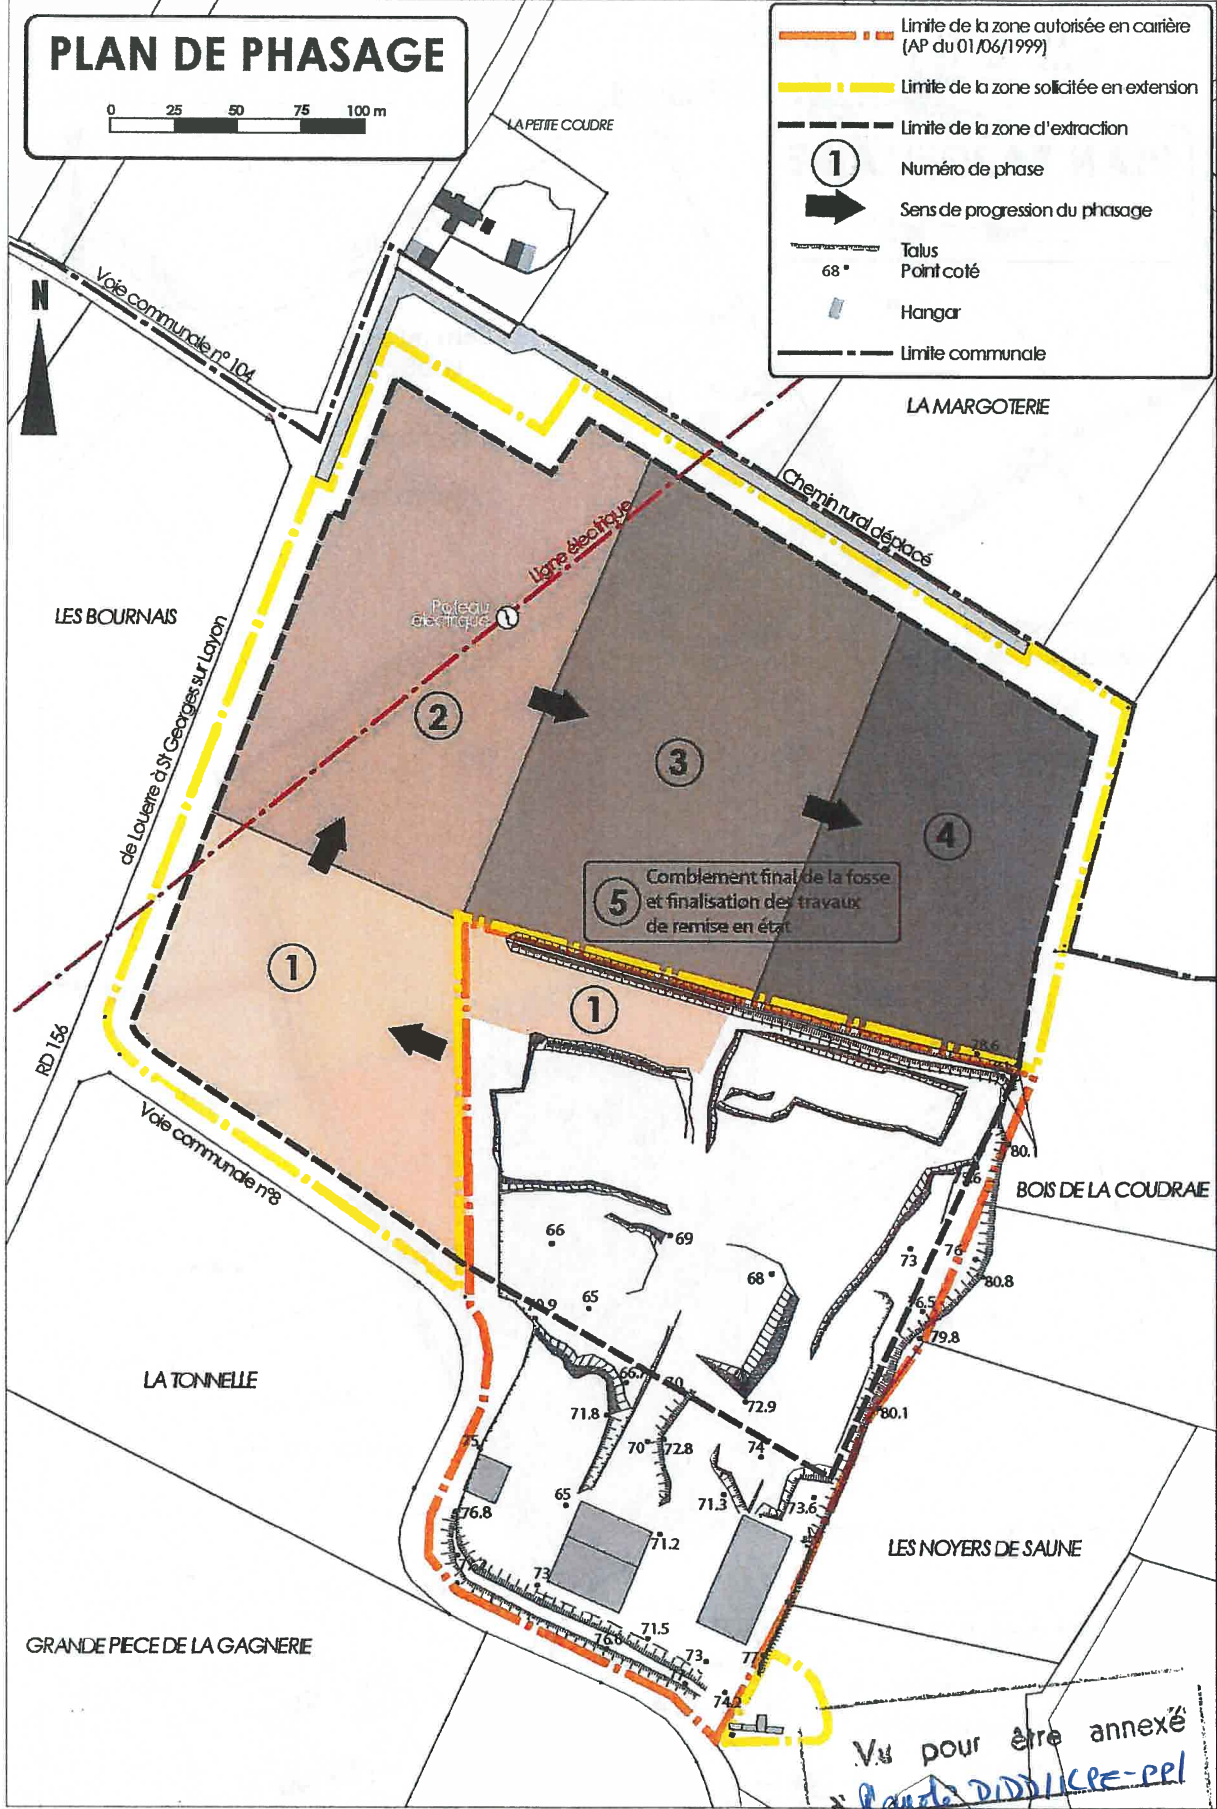 PLAN DE PHASAGE
0 25 50 75 100 m
Limite de la zone autorisée en carrière
(AP du 01/06/1999)
Limite de la zone sollicitée en extension
Limite de la zone d'extraction
1 Numéro de phase
Sens de progression du phasage
Talus
68 Point coté
Hangar
Limite communale
LA PETITE COUDRE
N
Voie communale n° 104
LA MARGOTERIE
Chemin rural déplacé
Ligne électrique
Poteau
électrique
LES BOURNAIS
de Louerre à St Georges sur Layon
2
3
4
5 Comblement final de la fosse
et finalisation des travaux
de remise en état
1
1
RD 156
Voie communale n°8
78.6
80.1
BOIS DE LA COUDRAIE
66
69
73
76
68
80.8
65
79.8
LA TONNELLE
70
71.8
72.9
80.1
75
70
72.8
74
65
71.3
73.6
76.8
71.2
LES NOYERS DE SAUNE
73
71.5
GRANDE PIECE DE LA GAGNERIE
76.8
73
77
74.2
Vu pour être annexé
DIDD/ICPE-PPI